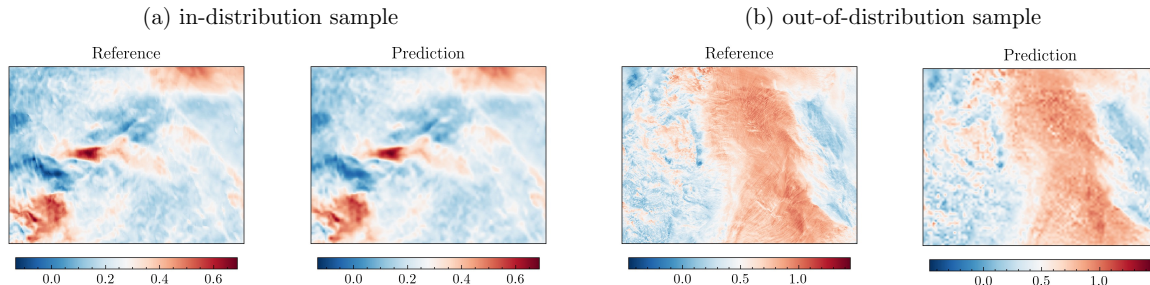 (a) in-distribution sample
(b) out-of-distribution sample
Reference
Prediction
Reference
Prediction
0.0 0.2 0.4 0.6
0.0 0.2 0.4 0.6
0.0 0.5 1.0
0.0 0.5 1.0